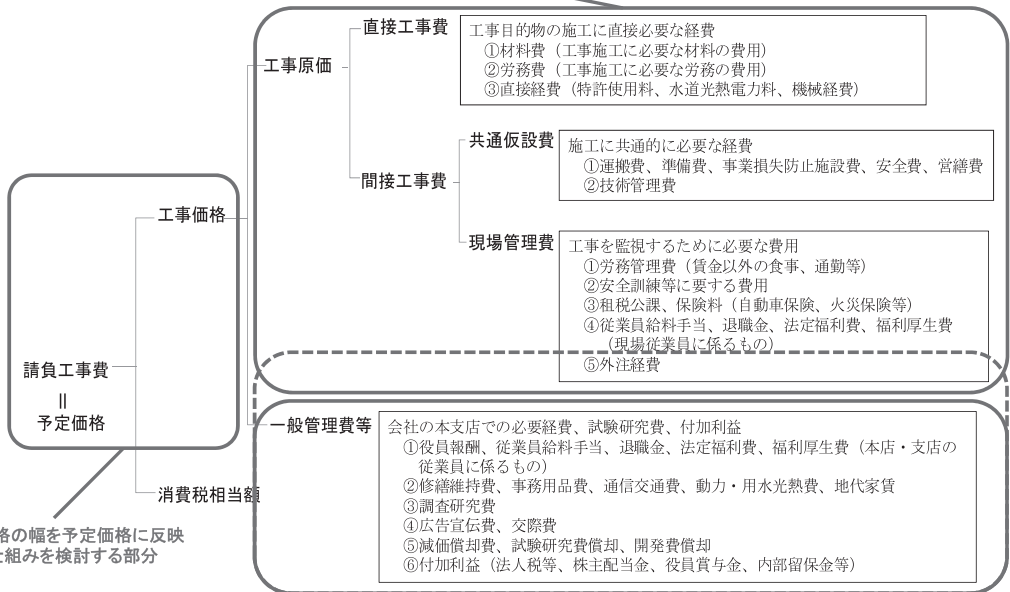 直接工事費
工事目的物の施工に直接必要な経費
①材料費（工事施工に必要な材料の費用）
②労務費（工事施工に必要な労務の費用）
③直接経費（特許使用料、水道光熱電力料、機械経費）
工事原価
共通仮設費
施工に共通的に必要な経費
①運搬費、準備費、事業損失防止施設費、安全費、営繕費
②技術管理費
間接工事費
工事価格
現場管理費
工事を監視するために必要な費用
①労務管理費（賃金以外の食事、通勤等）
②安全訓練等に要する費用
③租税公課、保険料（自動車保険、火災保険等）
④従業員給料手当、退職金、法定福利費、福利厚生費
（現場従業員に係るもの）
⑤外注経費
請負工事費
||
予定価格
一般管理費等
会社の本支店での必要経費、試験研究費、付加利益
①役員報酬、従業員給料手当、退職金、法定福利費、福利厚生費（本店・支店の
従業員に係るもの）
②修繕維持費、事務用品費、通信交通費、動力・用水光熱費、地代家賃
③調査研究費
④広告宣伝費、交際費
⑤減価償却費、試験研究費償却、開発費償却
⑥付加利益（法人税等、株主配当金、役員賞与金、内部留保金等）
消費税相当額
格の幅を予定価格に反映
組みを検討する部分